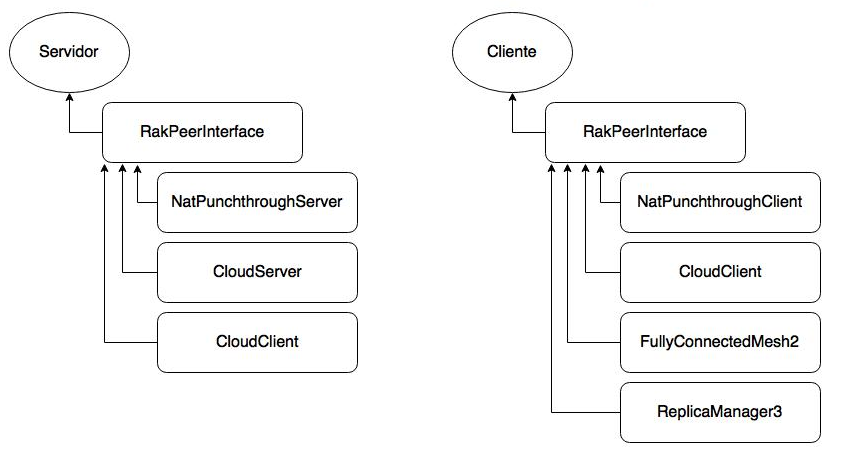 Servidor
RakPeerInterface
NatPunchthroughServer
CloudServer
CloudClient
Cliente
RakPeerInterface
NatPunchthroughClient
CloudClient
FullyConnectedMesh2
ReplicaManager3